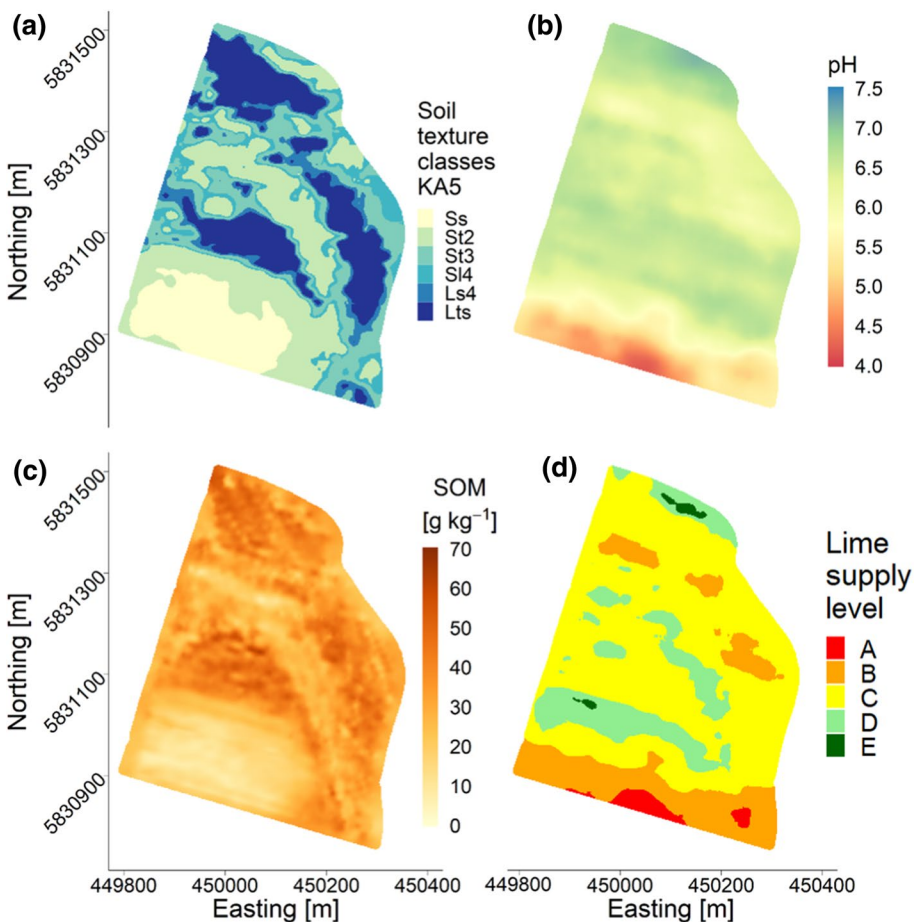 (a)
Northing [m]
5831500
5831300
5831100
5830900
Soil
texture
classes
KA5
Ss
St2
St3
Sl4
Ls4
Lts
(b)
pH
7.5
7.0
6.5
6.0
5.5
5.0
4.5
4.0
(c)
Northing [m]
5831500
5831300
5831100
5830900
SOM
[g kg⁻¹]
70
60
50
40
30
20
10
0
449800 450000 450200 450400
Easting [m]
(d)
Lime
supply
level
A
B
C
D
E
449800 450000 450200 450400
Easting [m]